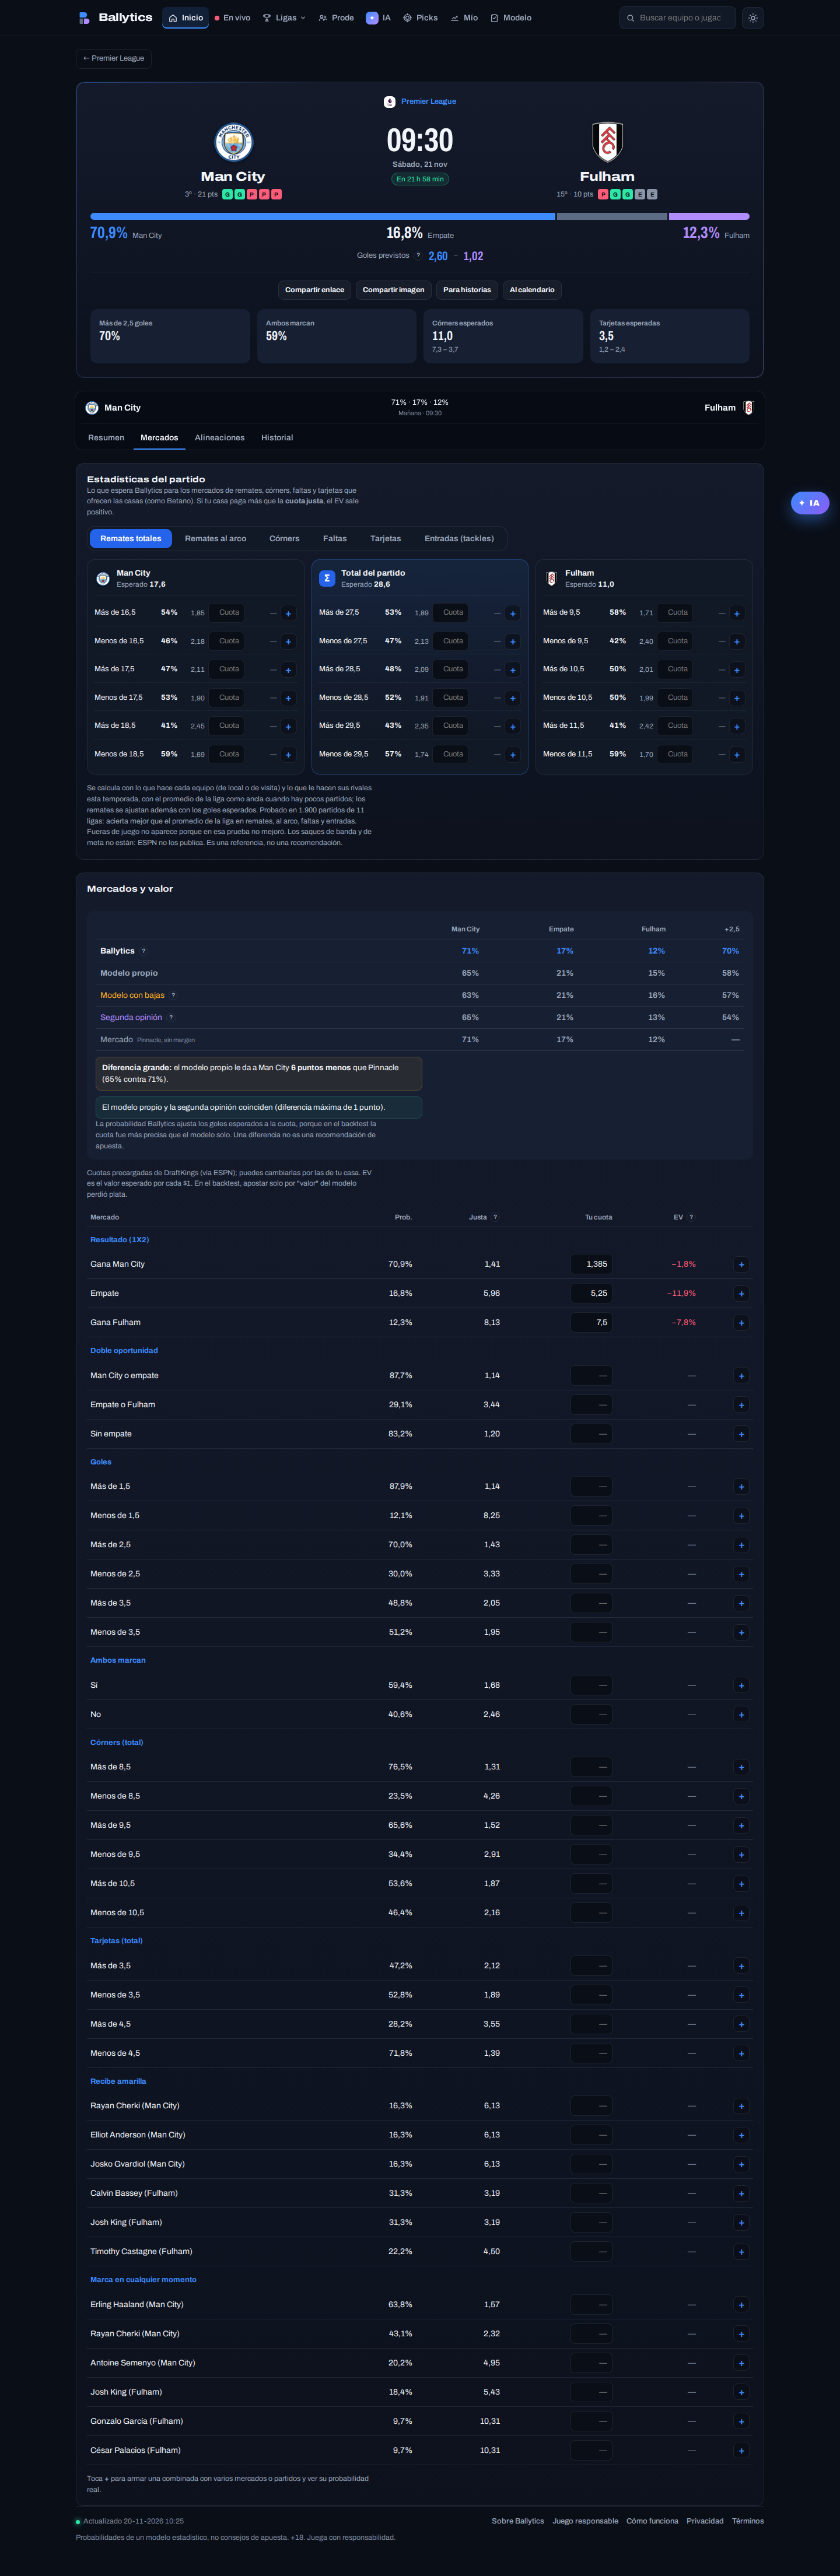 Ballytics Inicio En vivo Ligas Prode IA Picks Mío Modelo Buscar equipo o jugac
← Premier League
Premier League
Man City 09:30 Fulham
Sábado, 21 nov
En 21 h 58 min
3º · 21 pts G G P P P
15º · 10 pts P G G E E
70,9% Man City 16,8% Empate 12,3% Fulham
Goles previstos ? 2,60 – 1,02
Compartir enlace Compartir imagen Para historias Al calendario
Más de 2,5 goles
70%
Ambos marcan
59%
Córners esperados
11,0
7,3 – 3,7
Tarjetas esperadas
3,5
1,2 – 2,4
Man City 71% · 17% · 12% Fulham
Mañana · 09:30
Resumen Mercados Alineaciones Historial
Estadísticas del partido
Lo que espera Ballytics para los mercados de remates, córners, faltas y tarjetas que
ofrecen las casas (como Betano). Si tu casa paga más que la cuota justa, el EV sale
positivo.
✦ IA
Remates totales Remates al arco Córners Faltas Tarjetas Entradas (tackles)
Man City
Esperado 17,6
Más de 16,5 54% 1,85 Cuota — +
Menos de 16,5 46% 2,18 Cuota — +
Más de 17,5 47% 2,11 Cuota — +
Menos de 17,5 53% 1,90 Cuota — +
Más de 18,5 41% 2,45 Cuota — +
Menos de 18,5 59% 1,69 Cuota — +
Σ Total del partido
Esperado 28,6
Más de 27,5 53% 1,89 Cuota — +
Menos de 27,5 47% 2,13 Cuota — +
Más de 28,5 48% 2,09 Cuota — +
Menos de 28,5 52% 1,91 Cuota — +
Más de 29,5 43% 2,35 Cuota — +
Menos de 29,5 57% 1,74 Cuota — +
Fulham
Esperado 11,0
Más de 9,5 58% 1,71 Cuota — +
Menos de 9,5 42% 2,40 Cuota — +
Más de 10,5 50% 2,01 Cuota — +
Menos de 10,5 50% 1,99 Cuota — +
Más de 11,5 41% 2,42 Cuota — +
Menos de 11,5 59% 1,70 Cuota — +
Se calcula con lo que hace cada equipo (de local o de visita) y lo que le hacen sus rivales
esta temporada, con el promedio de la liga como ancla cuando hay pocos partidos; los
remates se ajustan además con los goles esperados. Probado en 1.900 partidos de 11
ligas: acierta mejor que el promedio de la liga en remates, al arco, faltas y entradas.
Fueras de juego no aparece porque en esa prueba no mejoró. Los saques de banda y de
meta no están: ESPN no los publica. Es una referencia, no una recomendación.
Mercados y valor
Man City Empate Fulham +2,5
Ballytics ? 71% 17% 12% 70%
Modelo propio 65% 21% 15% 58%
Modelo con bajas ? 63% 21% 16% 57%
Segunda opinión ? 65% 21% 13% 54%
Mercado Pinnacle, sin margen 71% 17% 12% —
Diferencia grande: el modelo propio le da a Man City 6 puntos menos que Pinnacle
(65% contra 71%).
El modelo propio y la segunda opinión coinciden (diferencia máxima de 1 punto).
La probabilidad Ballytics ajusta los goles esperados a la cuota, porque en el backtest la
cuota fue más precisa que el modelo solo. Una diferencia no es una recomendación de
apuesta.
Cuotas precargadas de DraftKings (vía ESPN); puedes cambiarlas por las de tu casa. EV
es el valor esperado por cada $1. En el backtest, apostar solo por "valor" del modelo
perdió plata.
Mercado Prob. Justa ? Tu cuota EV ?
Resultado (1X2)
Gana Man City 70,9% 1,41 1,385 −1,8% +
Empate 16,8% 5,96 5,25 −11,9% +
Gana Fulham 12,3% 8,13 7,5 −7,8% +
Doble oportunidad
Man City o empate 87,7% 1,14 — — +
Empate o Fulham 29,1% 3,44 — — +
Sin empate 83,2% 1,20 — — +
Goles
Más de 1,5 87,9% 1,14 — — +
Menos de 1,5 12,1% 8,25 — — +
Más de 2,5 70,0% 1,43 — — +
Menos de 2,5 30,0% 3,33 — — +
Más de 3,5 48,8% 2,05 — — +
Menos de 3,5 51,2% 1,95 — — +
Ambos marcan
Sí 59,4% 1,68 — — +
No 40,6% 2,46 — — +
Córners (total)
Más de 8,5 76,5% 1,31 — — +
Menos de 8,5 23,5% 4,26 — — +
Más de 9,5 65,6% 1,52 — — +
Menos de 9,5 34,4% 2,91 — — +
Más de 10,5 53,6% 1,87 — — +
Menos de 10,5 46,4% 2,16 — — +
Tarjetas (total)
Más de 3,5 47,2% 2,12 — — +
Menos de 3,5 52,8% 1,89 — — +
Más de 4,5 28,2% 3,55 — — +
Menos de 4,5 71,8% 1,39 — — +
Recibe amarilla
Rayan Cherki (Man City) 16,3% 6,13 — — +
Elliot Anderson (Man City) 16,3% 6,13 — — +
Josko Gvardiol (Man City) 16,3% 6,13 — — +
Calvin Bassey (Fulham) 31,3% 3,19 — — +
Josh King (Fulham) 31,3% 3,19 — — +
Timothy Castagne (Fulham) 22,2% 4,50 — — +
Marca en cualquier momento
Erling Haaland (Man City) 63,8% 1,57 — — +
Rayan Cherki (Man City) 43,1% 2,32 — — +
Antoine Semenyo (Man City) 20,2% 4,95 — — +
Josh King (Fulham) 18,4% 5,43 — — +
Gonzalo García (Fulham) 9,7% 10,31 — — +
César Palacios (Fulham) 9,7% 10,31 — — +
Toca + para armar una combinada con varios mercados o partidos y ver su probabilidad
real.
Actualizado 20-11-2026 10:25 Sobre Ballytics Juego responsable Cómo funciona Privacidad Términos
Probabilidades de un modelo estadístico, no consejos de apuesta. +18. Juega con responsabilidad.